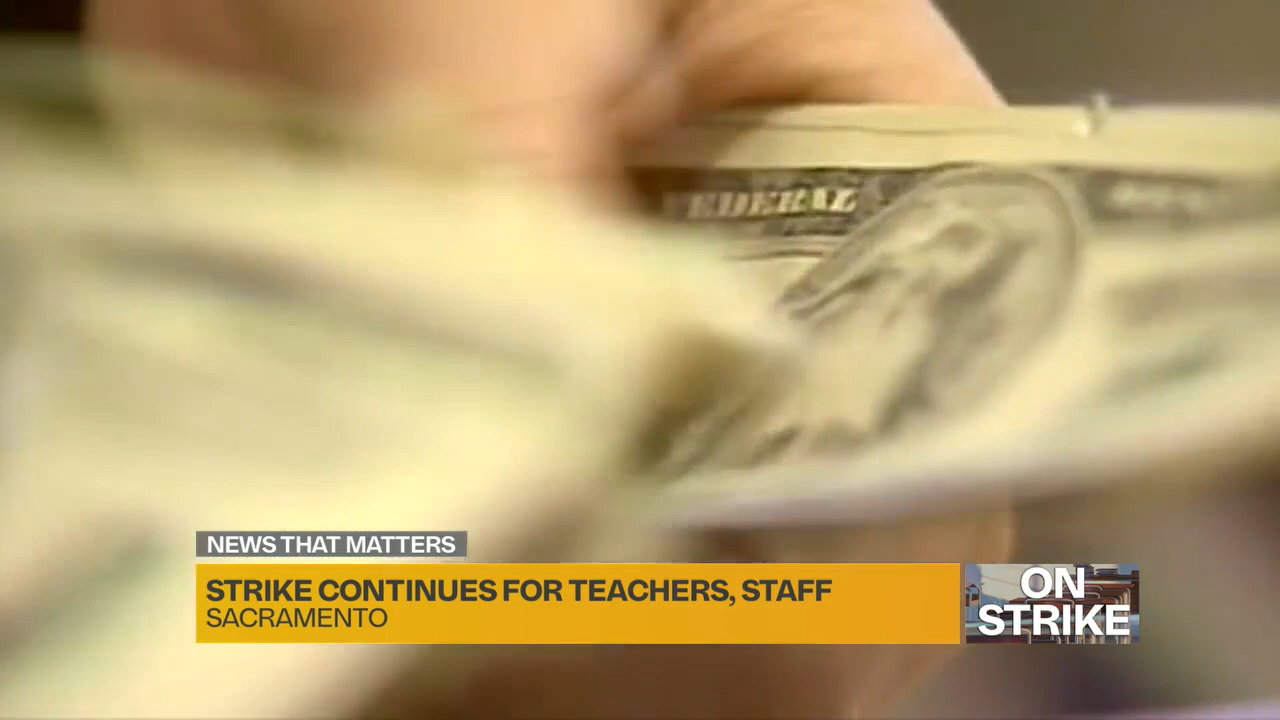 FEDERAL
NEWS THAT MATTERS
STRIKE CONTINUES FOR TEACHERS, STAFF
SACRAMENTO
ON
STRIKE